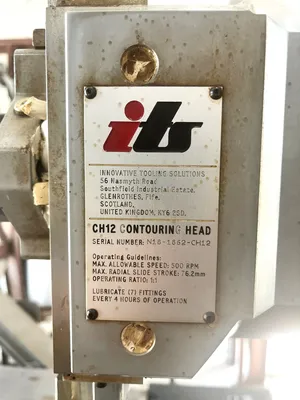 its
INNOVATIVE TOOLING SOLUTIONS
56 Nasmyth Road
Southfield Industrial Estate,
GLENROTHES, Fife,
SCOTLAND,
UNITED KINGDOM, KY6 2SD.
CH12 CONTOURING HEAD
SERIAL NUMBER: N16-1882-CH12
Operating Guidelines:
MAX. ALLOWABLE SPEED: 500 RPM
MAX. RADIAL SLIDE STROKE: 76.2mm
OPERATING RATIO: 1:1
LUBRICATE (7) FITTINGS
EVERY 4 HOURS OF OPERATION